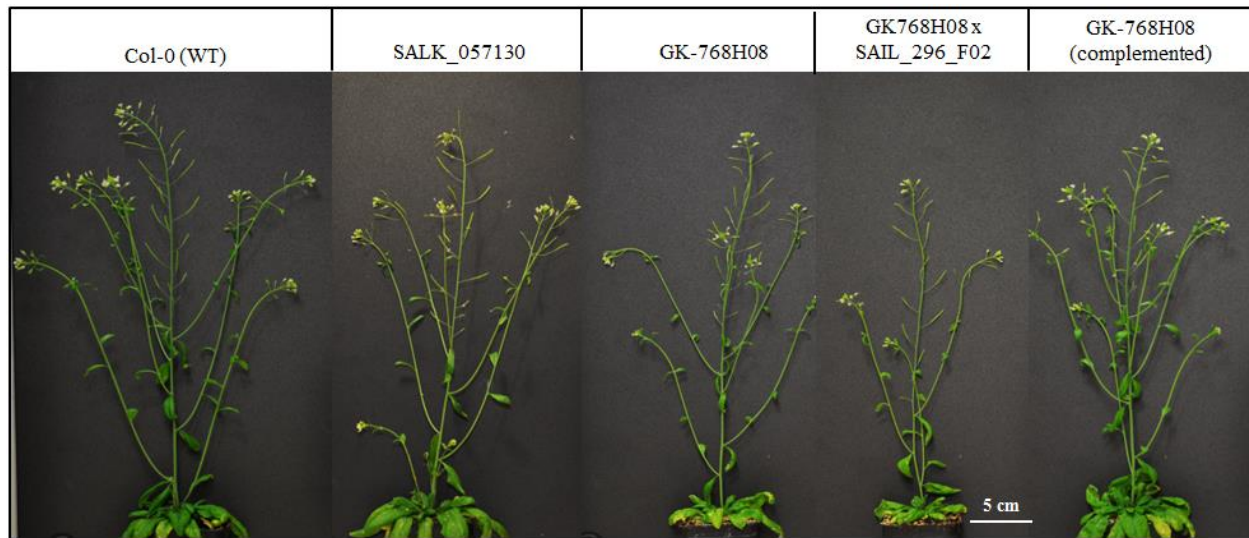 Col-0 (WT)
SALK_057130
GK-768H08
GK768H08 x
SAIL_296_F02
GK-768H08
(complemented)
5 cm